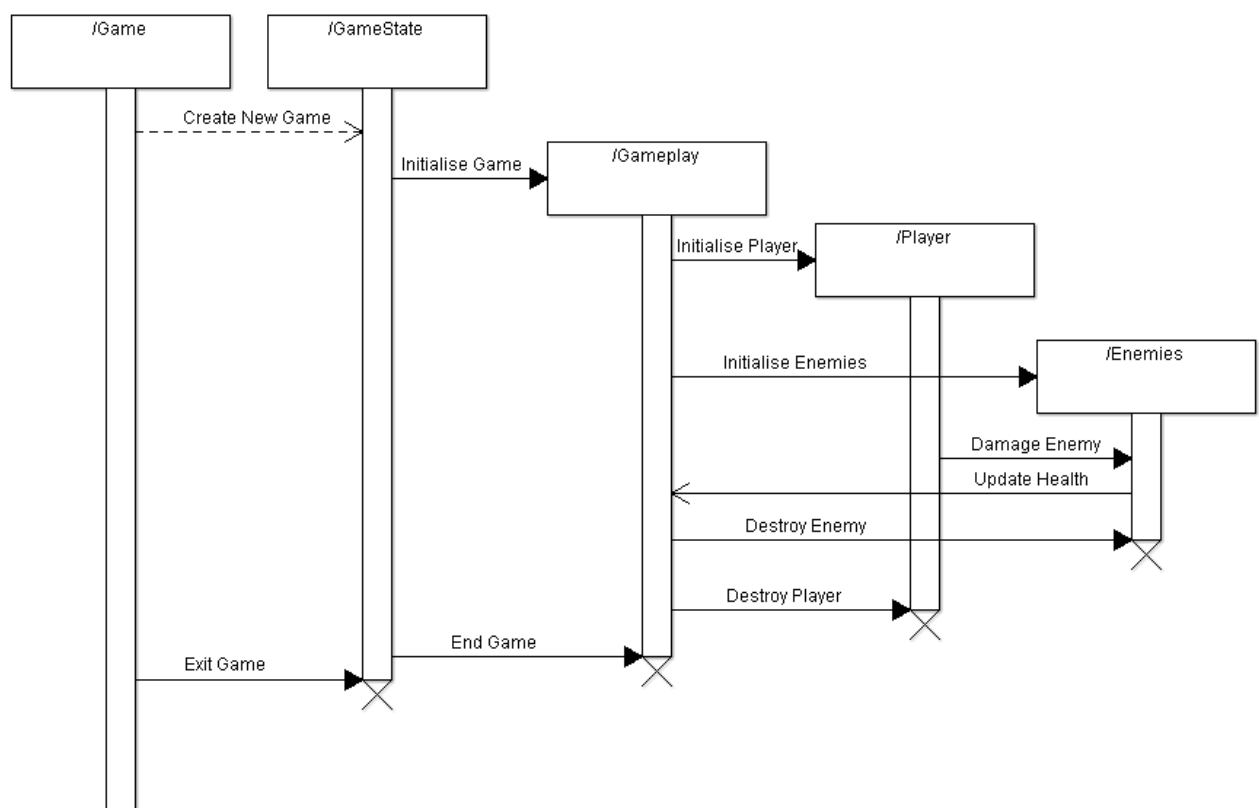 /Game
/GameState
Create New Game
/Gameplay
Initialise Game
/Player
Initialise Player
/Enemies
Initialise Enemies
Damage Enemy
Update Health
Destroy Enemy
Destroy Player
End Game
Exit Game